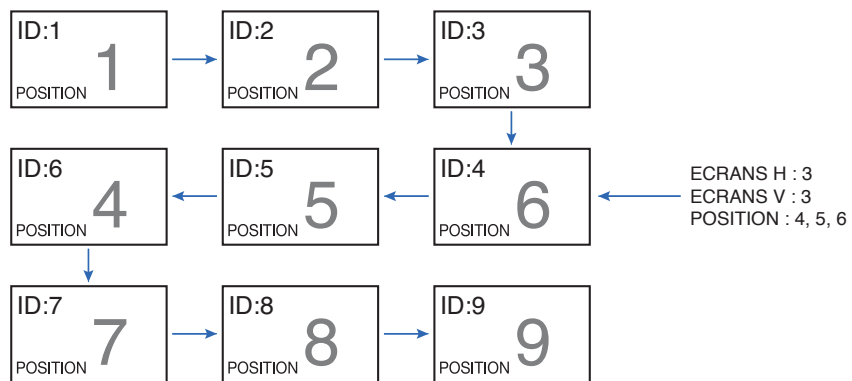 ID:1
1
POSITION
ID:2
2
POSITION
ID:3
3
POSITION
ID:6
4
POSITION
ID:5
5
POSITION
ID:4
6
POSITION
ECRANS H : 3
ECRANS V : 3
POSITION : 4, 5, 6
ID:7
7
POSITION
ID:8
8
POSITION
ID:9
9
POSITION